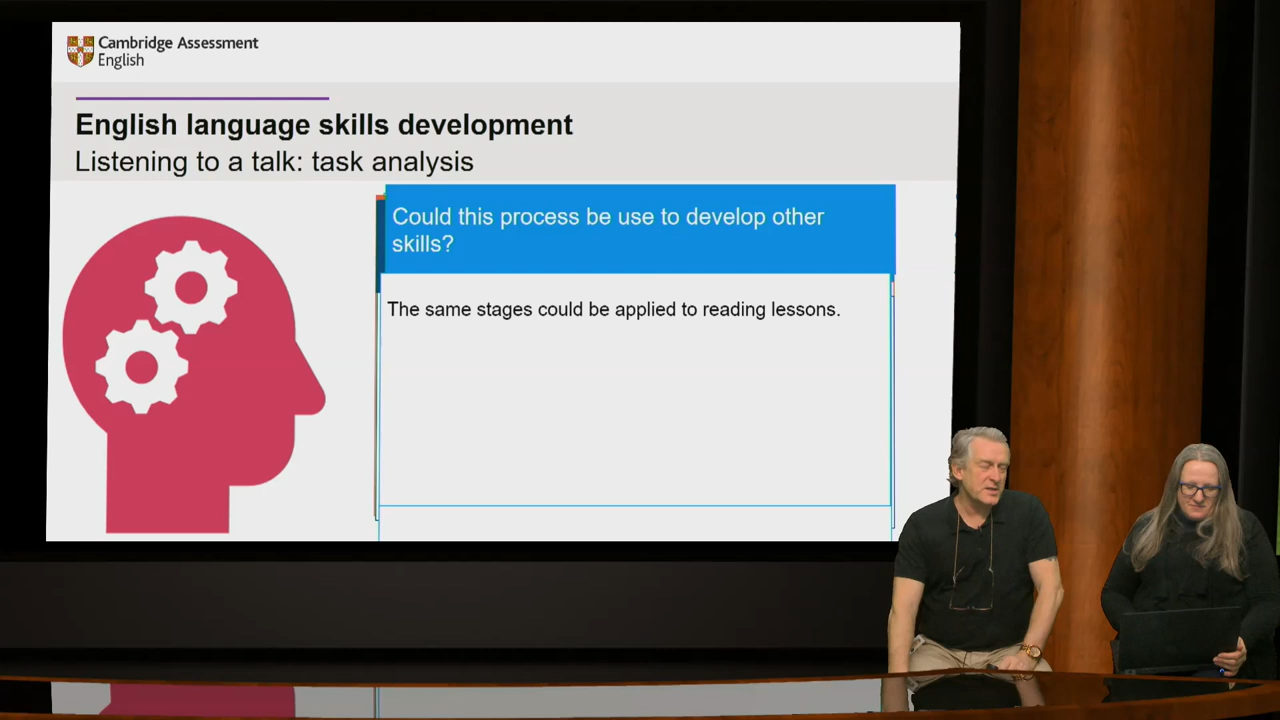 Cambridge Assessment
English
English language skills development
Listening to a talk: task analysis
Could this process be use to develop other
skills?
The same stages could be applied to reading lessons.